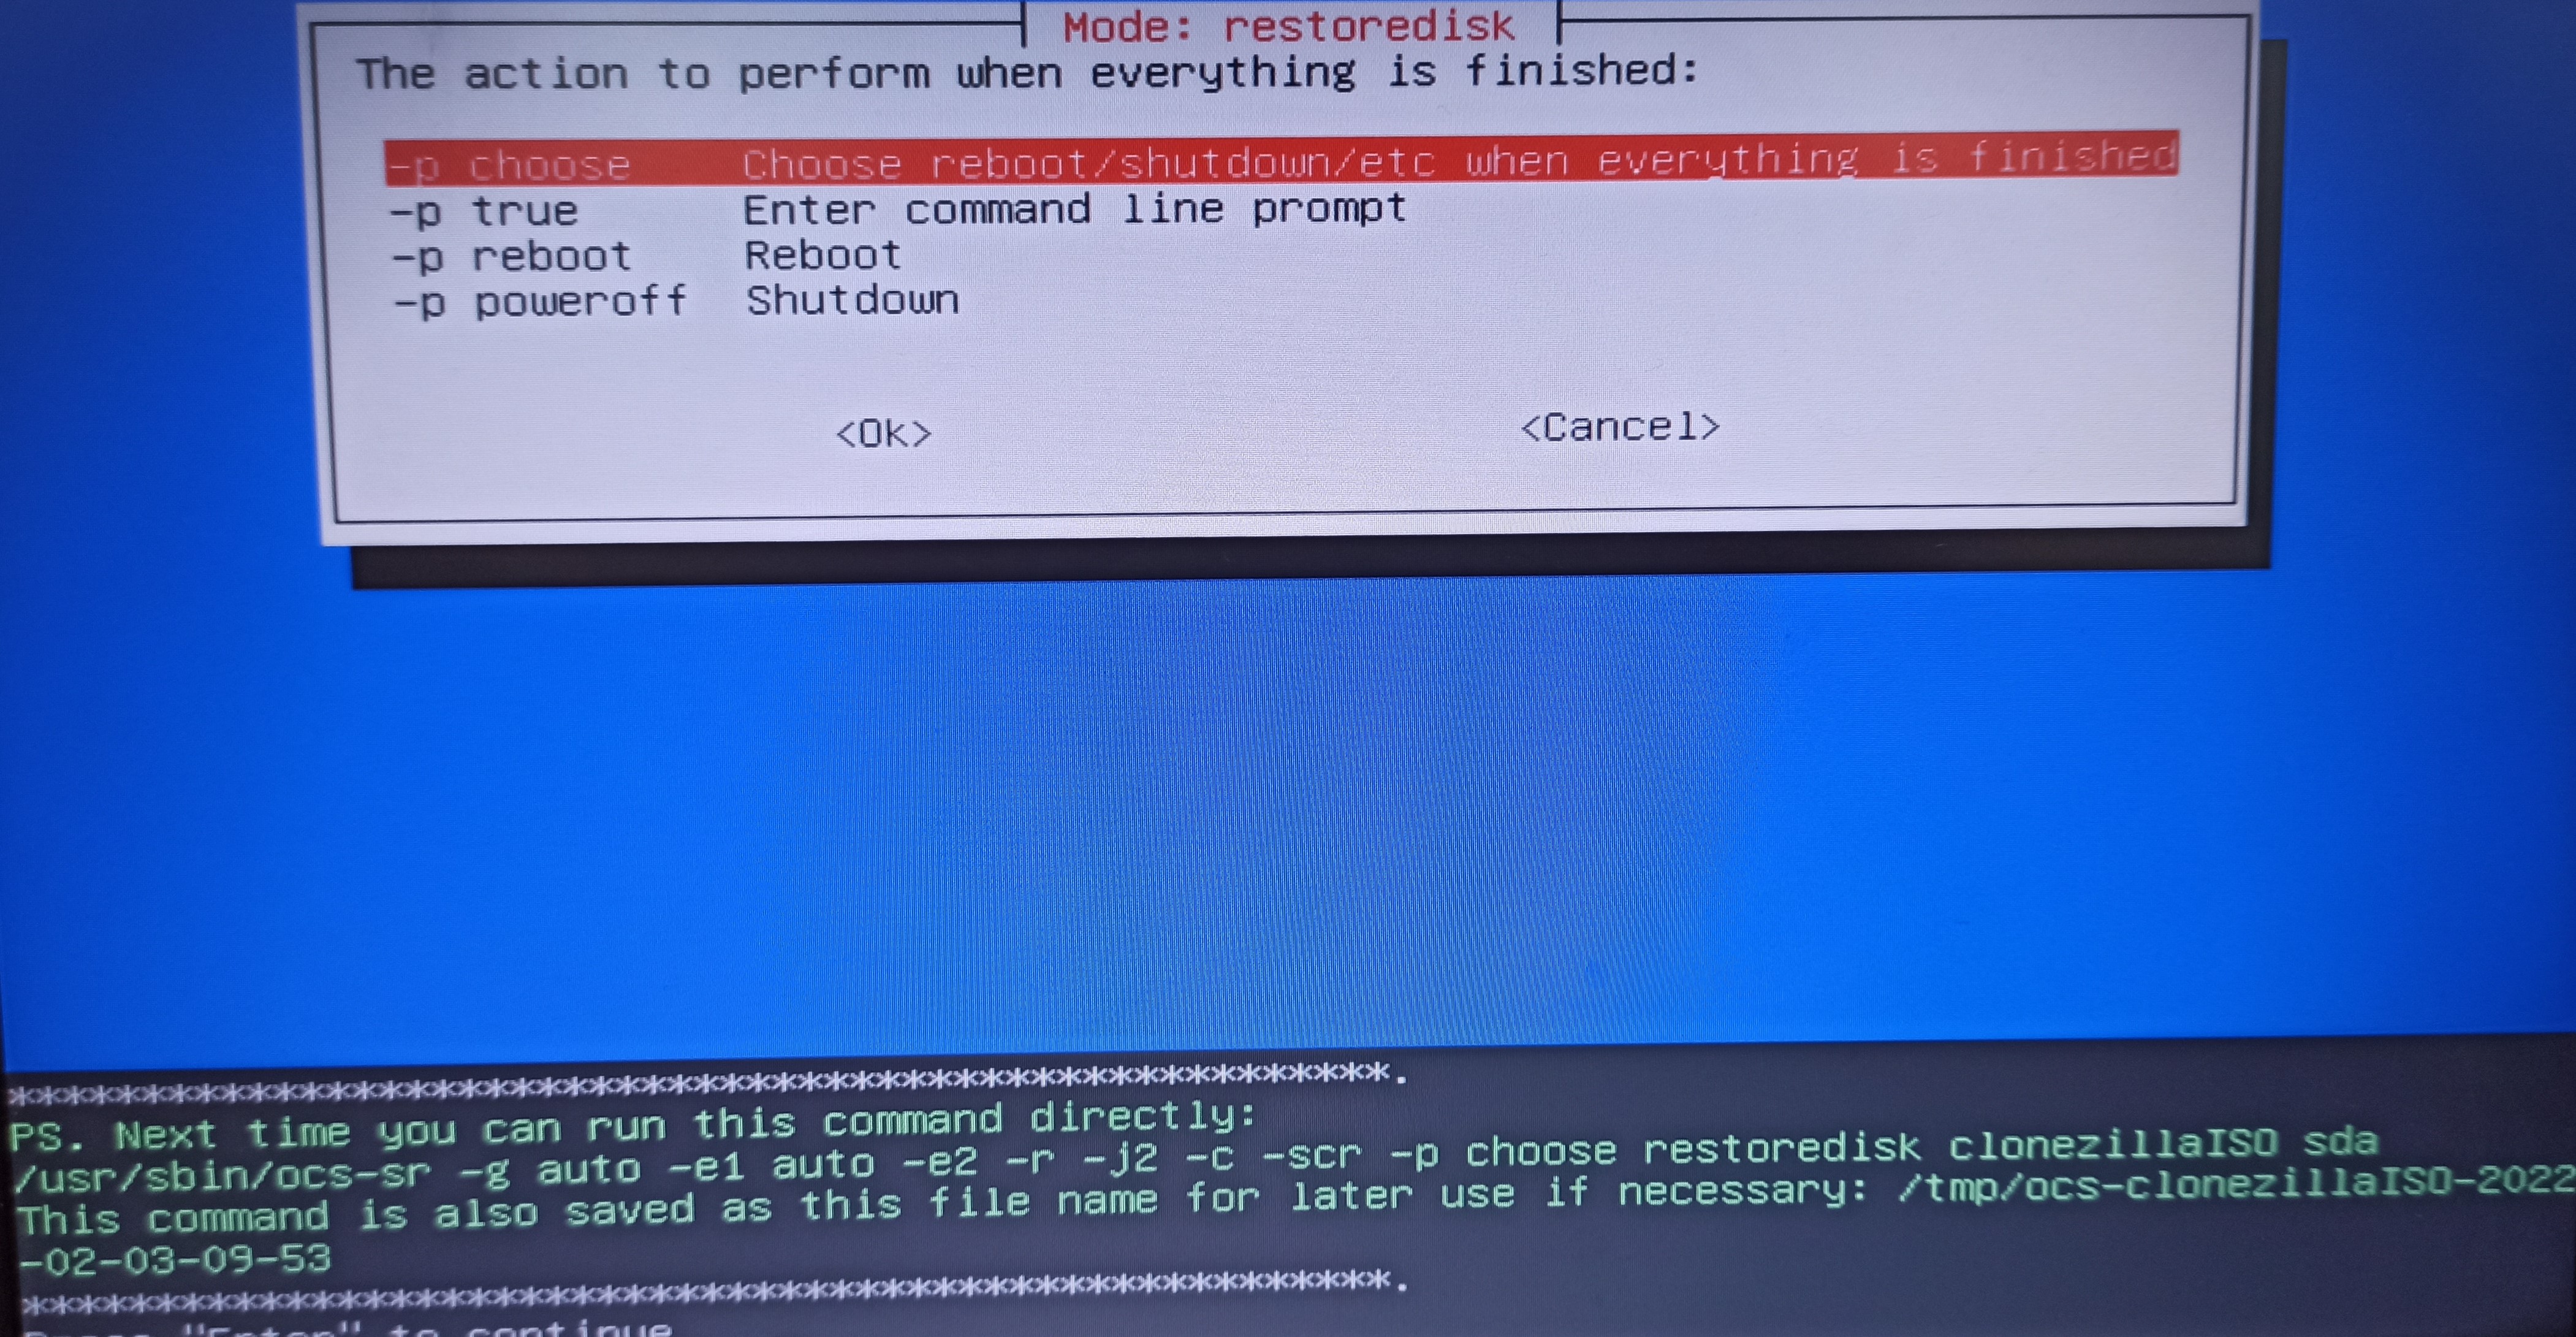 Mode: restoredisk
The action to perform when everything is finished:
-p choose Choose reboot/shutdown/etc when everything is finished
-p true Enter command line prompt
-p reboot Reboot
-p poweroff Shutdown
<Ok> <Cancel>
*****************************************************.
PS. Next time you can run this command directly:
/usr/sbin/ocs-sr -g auto -e1 auto -e2 -r -j2 -c -scr -p choose restoredisk clonezillaISO sda
This command is also saved as this file name for later use if necessary: /tmp/ocs-clonezillaISO-2022
-02-03-09-53
*****************************************************.
"Enter" to continue